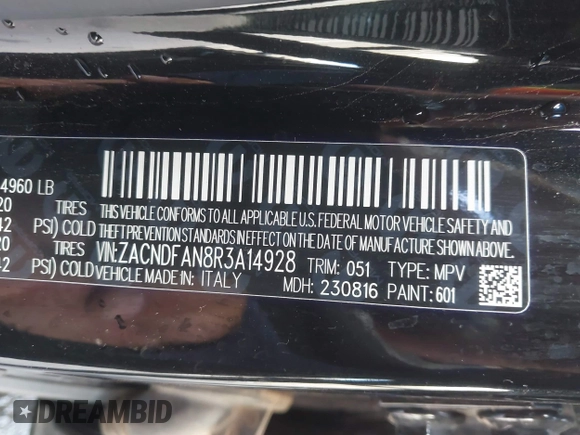 4960 LB
20 TIRES THIS VEHICLE CONFORMS TO ALL APPLICABLE U.S. FEDERAL MOTOR VEHICLE SAFETY AND
42 PSI) COLD THEFT PREVENTION STANDARDS IN EFFECT ON THE DATE OF MANUFACTURE SHOWN ABOVE.
20 TIRES VIN:ZACNDFAN8R3A14928 TRIM: 051 TYPE: MPV
42 PSI) COLD VEHICLE MADE IN: ITALY MDH: 230816 PAINT: 601
DREAMBID